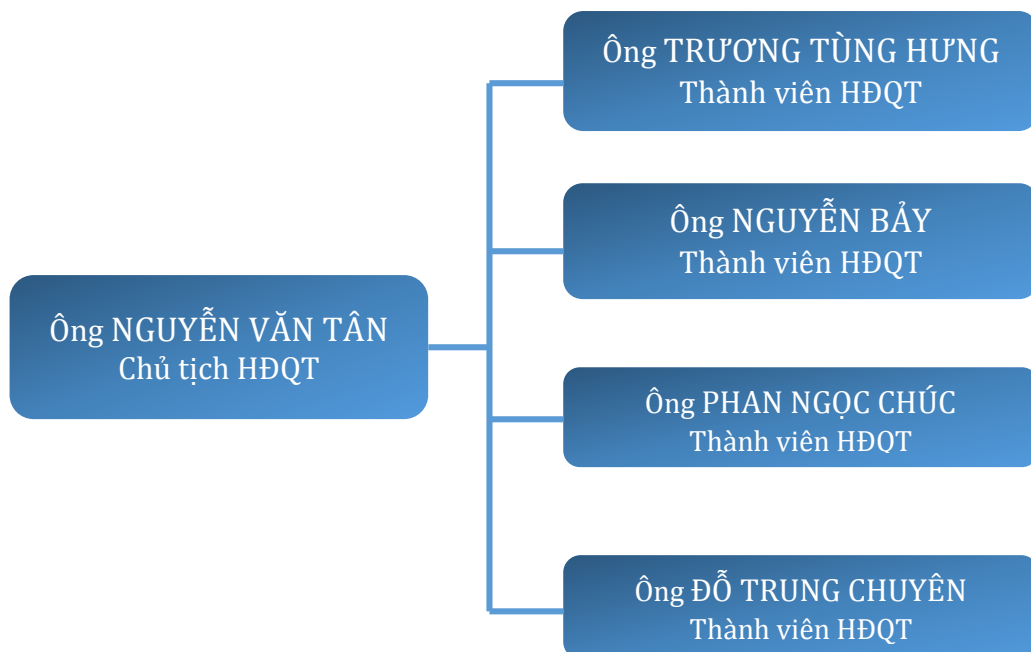 Ông TRƯƠNG TÙNG HƯNG
Thành viên HĐQT
Ông NGUYỄN BẢY
Thành viên HĐQT
Ông NGUYỄN VĂN TÂN
Chủ tịch HĐQT
Ông PHAN NGỌC CHÚC
Thành viên HĐQT
Ông ĐỖ TRUNG CHUYÊN
Thành viên HĐQT